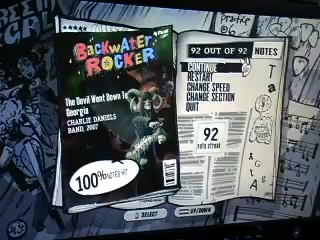 BackWater
ROCKER
The Devil Went Down To
Georgia
CHARLIE DANIELS
BAND, 2007
100% NOTES HIT
92 OUT OF 92 NOTES
CONTINUE
RESTART
CHANGE SPEED
CHANGE SECTION
QUIT
92
note streak
SELECT
UP/DOWN
Practice